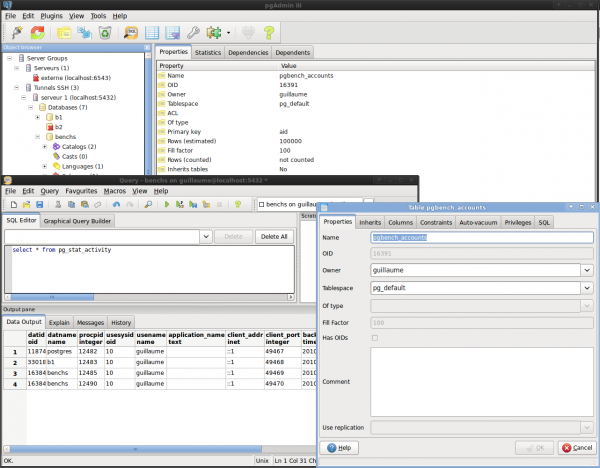 pgAdmin III
File Edit Plugins View Tools Help
Object browser
Server Groups
Serveurs (1)
externe (localhost:6543)
Tunnels SSH (3)
serveur 1 (localhost:5432)
Databases (7)
b1
b2
benchs
Catalogs (2)
Casts (0)
Languages (1)
Properties Statistics Dependencies Dependents
Property Value
Name pgbench_accounts
OID 16391
Owner guillaume
Tablespace pg_default
ACL
Of type
Primary key aid
Rows (estimated) 100000
Fill factor 100
Rows (counted) not counted
Inherits tables No
Query - benchs on guillaume@localhost:5432 *
File Edit Query Favourites Macros View Help
benchs on guillau
SQL Editor Graphical Query Builder
Delete Delete All
select * from pg_stat_activity
Output pane
Data Output Explain Messages History
datid datname procpid usesysid usename application_name client_addr client_port
oid name integer oid name text inet integer
1 11874 postgres 12482 10 guillaume ::1 49467 2010
2 33018 b1 12483 10 guillaume ::1 49468 2010
3 16384 benchs 12485 10 guillaume ::1 49469 2010
4 16384 benchs 12490 10 guillaume ::1 49470 2010
OK. Unix Ln 1 Col 31 Ch
Table pgbench_accounts
Properties Inherits Columns Constraints Auto-vacuum Privileges SQL
Name pgbench_accounts
OID 16391
Owner guillaume
Tablespace pg_default
Of type
Fill Factor 100
Has OIDs
Comment
Use replication
Help OK Cancel